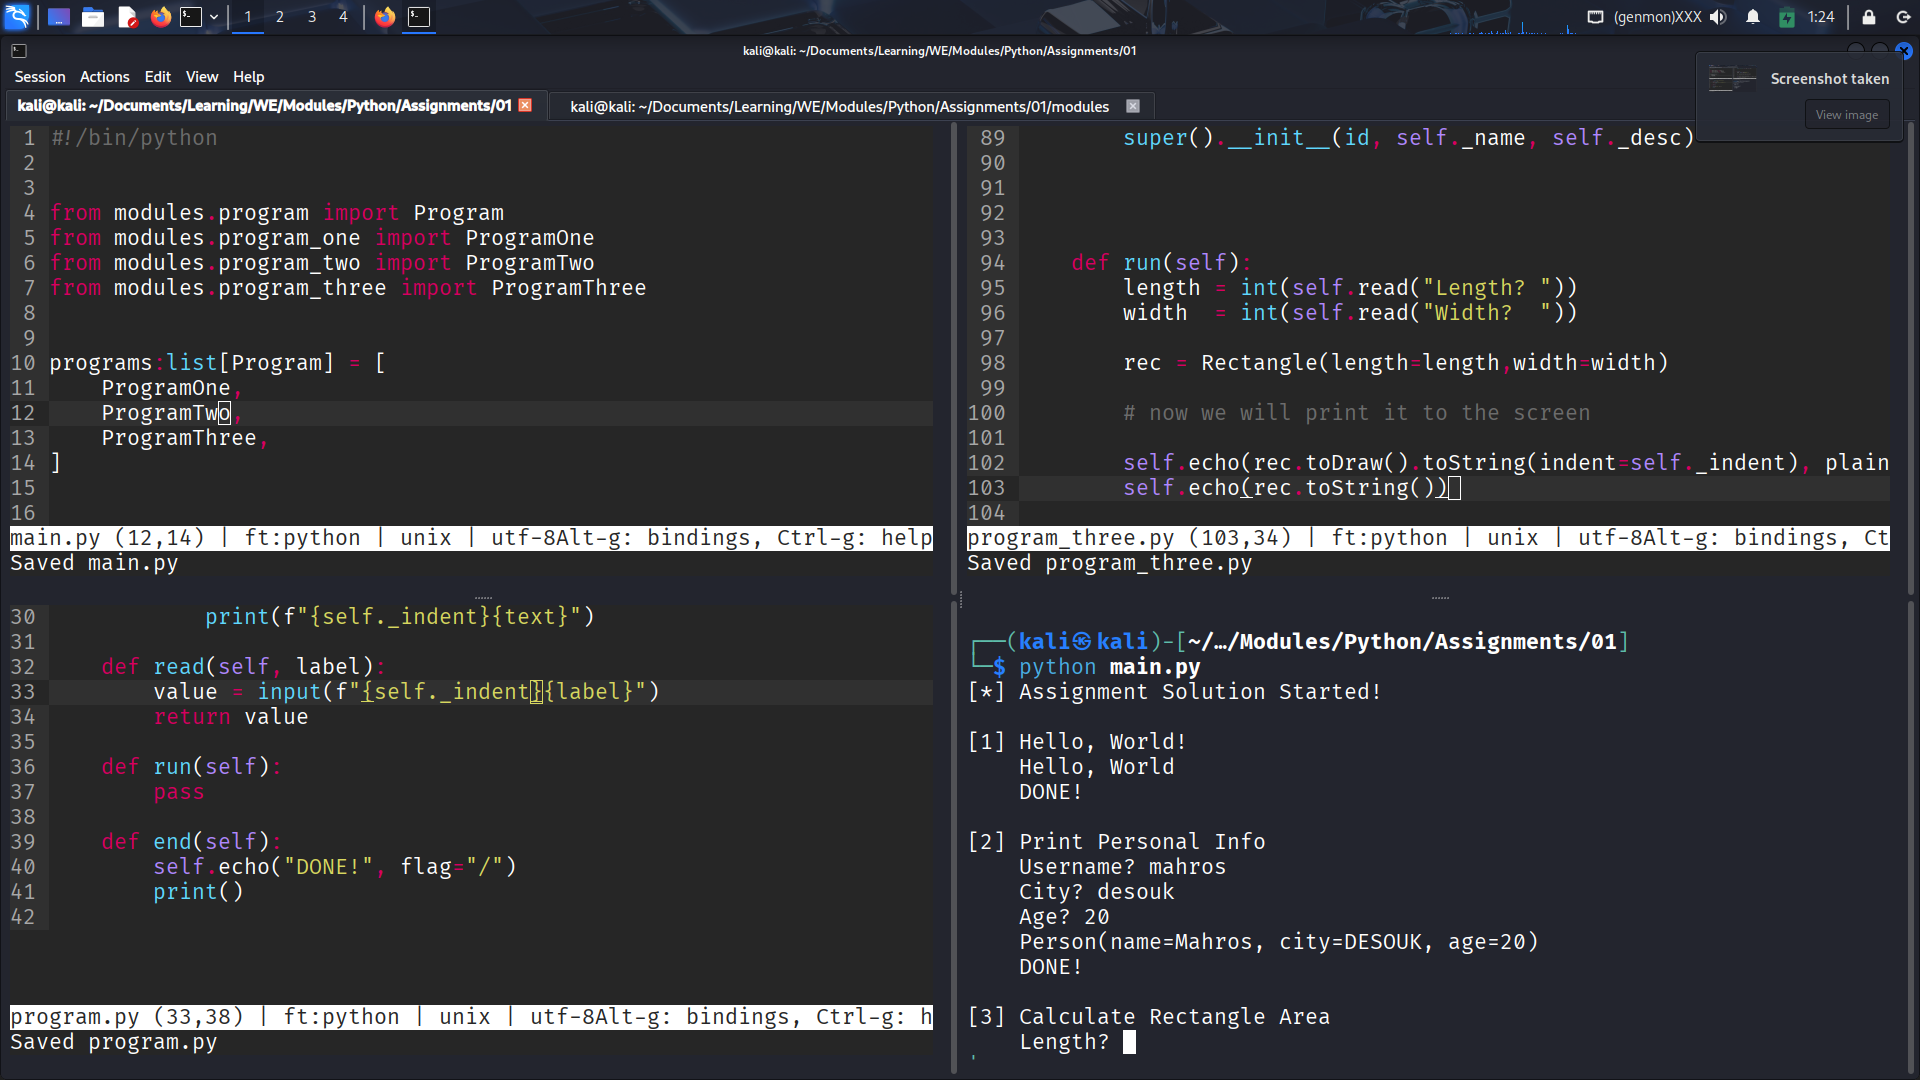 1 2 3 4
(genmon)XXX 1:24
kali@kali: ~/Documents/Learning/WE/Modules/Python/Assignments/01
Session Actions Edit View Help
Screenshot taken
View image
kali@kali: ~/Documents/Learning/WE/Modules/Python/Assignments/01
kali@kali: ~/Documents/Learning/WE/Modules/Python/Assignments/01/modules
1 #!/bin/python
2
3
4 from modules.program import Program
5 from modules.program_one import ProgramOne
6 from modules.program_two import ProgramTwo
7 from modules.program_three import ProgramThree
8
9
10 programs:list[Program] = [
11     ProgramOne,
12     ProgramTwo,
13     ProgramThree,
14 ]
15
16
main.py (12,14) | ft:python | unix | utf-8Alt-g: bindings, Ctrl-g: help
Saved main.py
89         super().__init__(id, self._name, self._desc)
90
91
92
93
94     def run(self):
95         length = int(self.read("Length? "))
96         width  = int(self.read("Width?  "))
97
98         rec = Rectangle(length=length,width=width)
99
100         # now we will print it to the screen
101
102         self.echo(rec.toDraw().toString(indent=self._indent), plain
103         self.echo(rec.toString())
104
program_three.py (103,34) | ft:python | unix | utf-8Alt-g: bindings, Ct
Saved program_three.py
30             print(f"{self._indent}{text}")
31
32     def read(self, label):
33         value = input(f"{self._indent}{label}")
34         return value
35
36     def run(self):
37         pass
38
39     def end(self):
40         self.echo("DONE!", flag="/")
41         print()
42
program.py (33,38) | ft:python | unix | utf-8Alt-g: bindings, Ctrl-g: h
Saved program.py
┌──(kali㉿kali)-[~/…/Modules/Python/Assignments/01]
└─$ python main.py
[*] Assignment Solution Started!
[1] Hello, World!
    Hello, World
    DONE!
[2] Print Personal Info
    Username? mahros
    City? desouk
    Age? 20
    Person(name=Mahros, city=DESOUK, age=20)
    DONE!
[3] Calculate Rectangle Area
    Length?